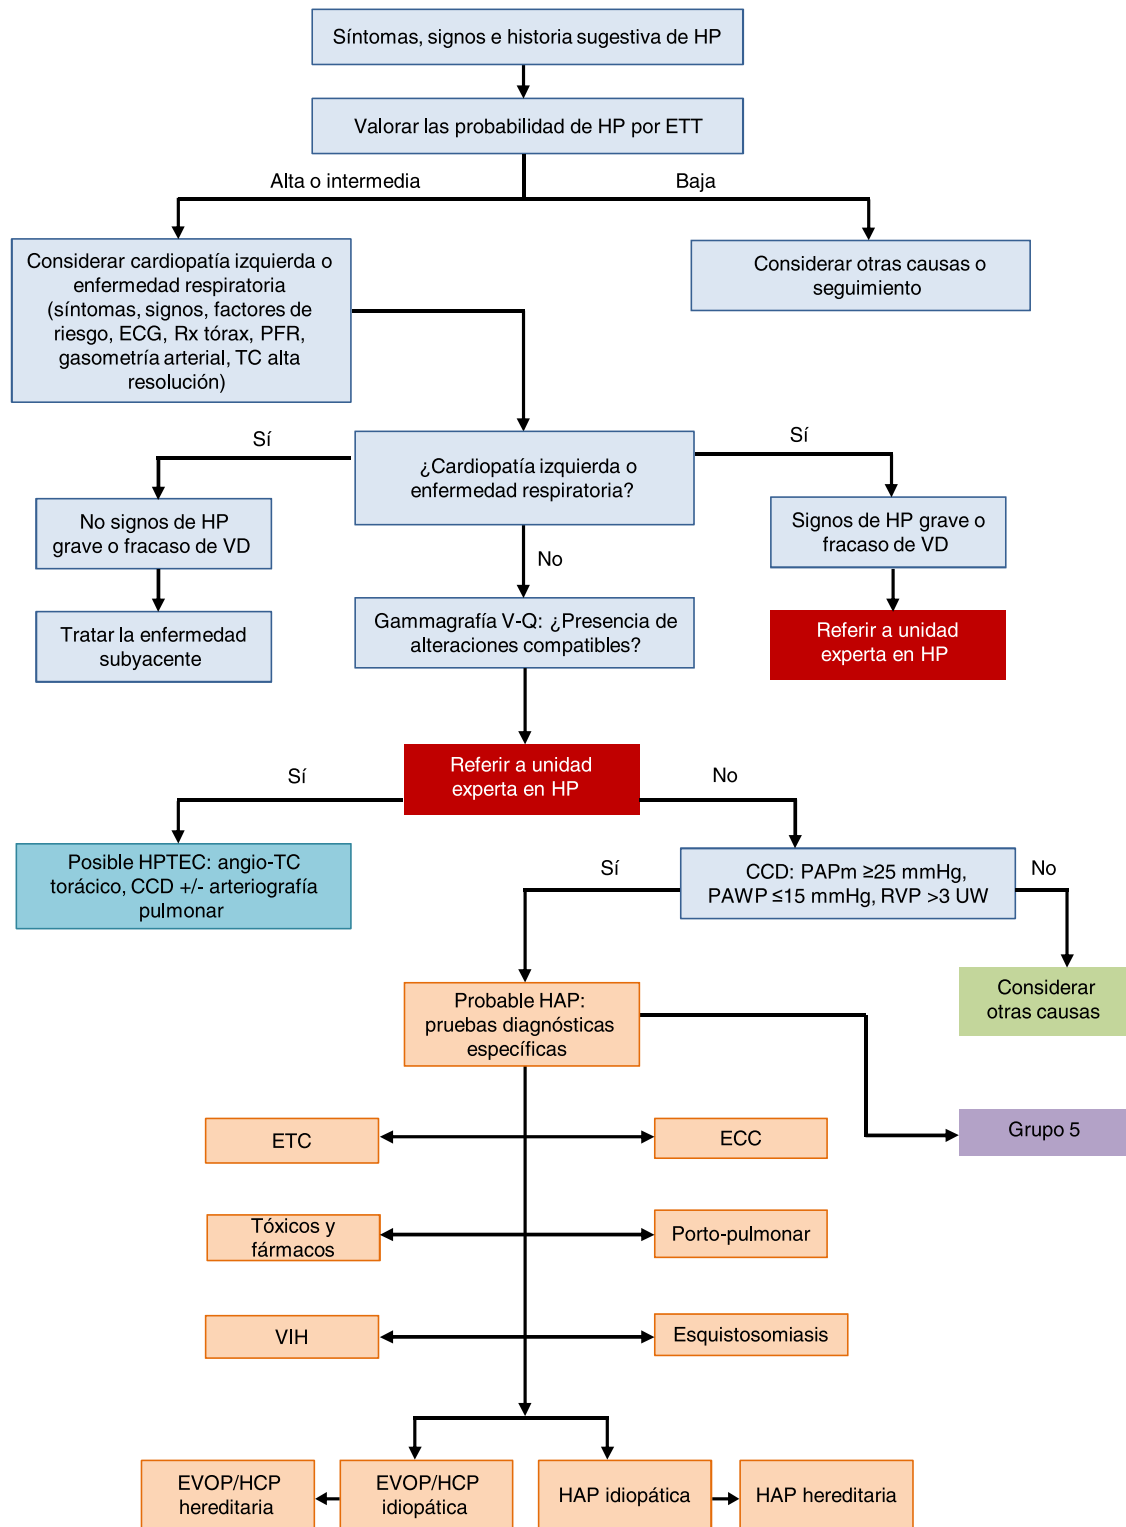 Síntomas, signos e historia sugestiva de HP
Valorar las probabilidad de HP por ETT
Alta o intermedia
Baja
Considerar cardiopatía izquierda o
enfermedad respiratoria
(síntomas, signos, factores de
riesgo, ECG, Rx tórax, PFR,
gasometría arterial, TC alta
resolución)
Considerar otras causas o
seguimiento
Sí
¿Cardiopatía izquierda o
enfermedad respiratoria?
Sí
No signos de HP
grave o fracaso de VD
Signos de HP grave o
fracaso de VD
No
Tratar la enfermedad
subyacente
Gammagrafía V-Q: ¿Presencia de
alteraciones compatibles?
Referir a unidad
experta en HP
Sí
Referir a unidad
experta en HP
No
Posible HPTEC: angio-TC
torácico, CCD +/- arteriografía
pulmonar
Sí
CCD: PAPm ≥25 mmHg,
PAWP ≤15 mmHg, RVP >3 UW
No
Probable HAP:
pruebas diagnósticas
específicas
Considerar
otras causas
ETC
ECC
Grupo 5
Tóxicos y
fármacos
Porto-pulmonar
VIH
Esquistosomiasis
EVOP/HCP
hereditaria
EVOP/HCP
idiopática
HAP idiopática
HAP hereditaria